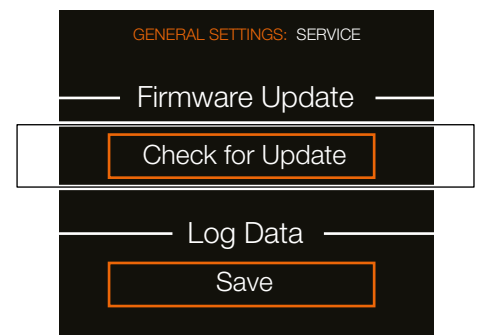 GENERAL SETTINGS: SERVICE
Firmware Update
Check for Update
Log Data
Save